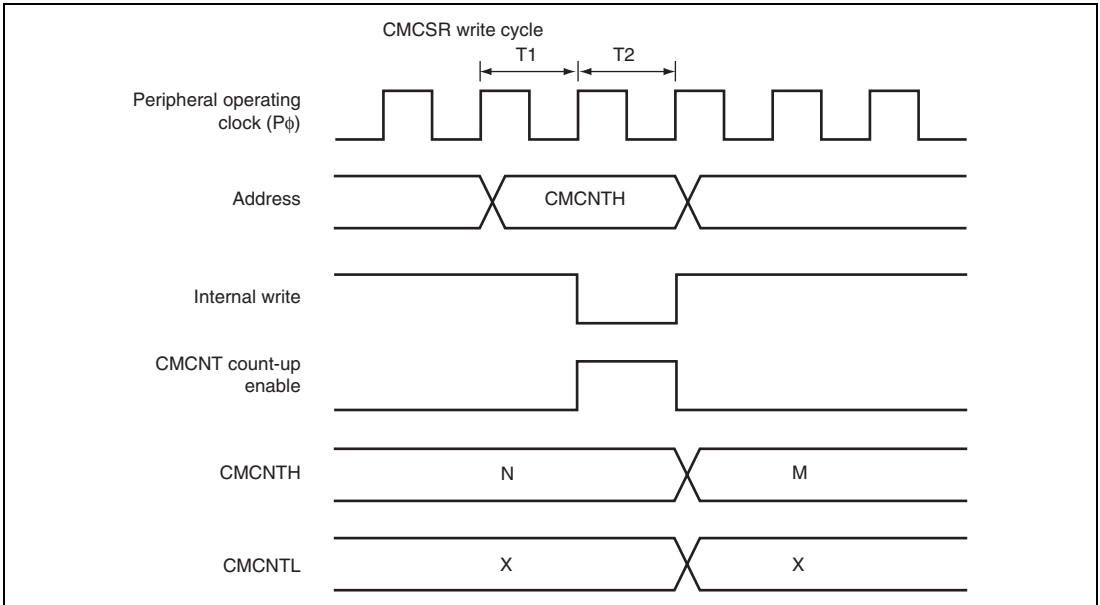 CMCSR write cycle
T1 T2
Peripheral operating
clock (Pϕ)
Address CMCNTH
Internal write
CMCNT count-up
enable
CMCNTH N M
CMCNTL X X